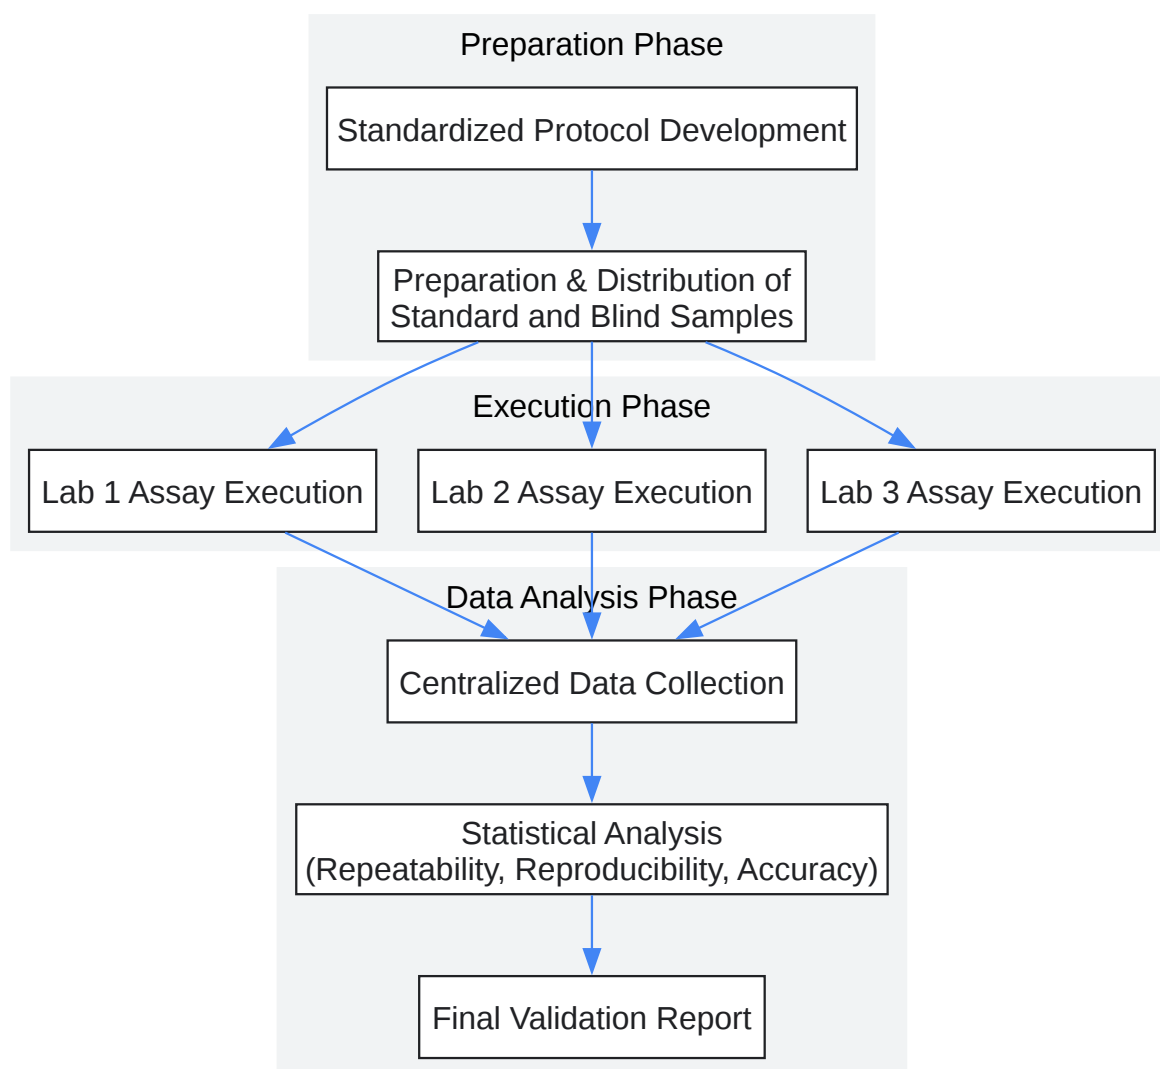 Preparation Phase
Standardized Protocol Development
Preparation & Distribution of
Standard and Blind Samples
Execution Phase
Lab 1 Assay Execution
Lab 2 Assay Execution
Lab 3 Assay Execution
Data Analysis Phase
Centralized Data Collection
Statistical Analysis
(Repeatability, Reproducibility, Accuracy)
Final Validation Report